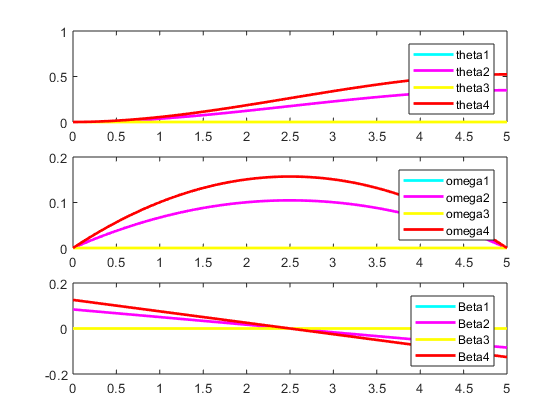 1
0.5
0
theta1
theta2
theta3
theta4
0 0.5 1 1.5 2 2.5 3 3.5 4 4.5 5
0.2
0.1
0
omega1
omega2
omega3
omega4
0 0.5 1 1.5 2 2.5 3 3.5 4 4.5 5
0.2
0
-0.2
Beta1
Beta2
Beta3
Beta4
0 0.5 1 1.5 2 2.5 3 3.5 4 4.5 5